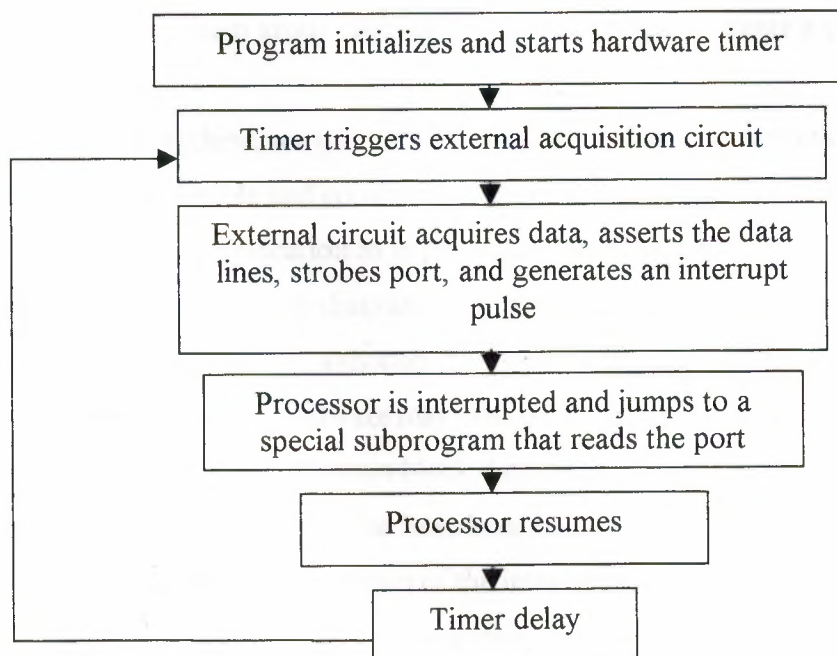 Program initializes and starts hardware timer
Timer triggers external acquisition circuit
External circuit acquires data, asserts the data
lines, strobes port, and generates an interrupt
pulse
Processor is interrupted and jumps to a
special subprogram that reads the port
Processor resumes
Timer delay